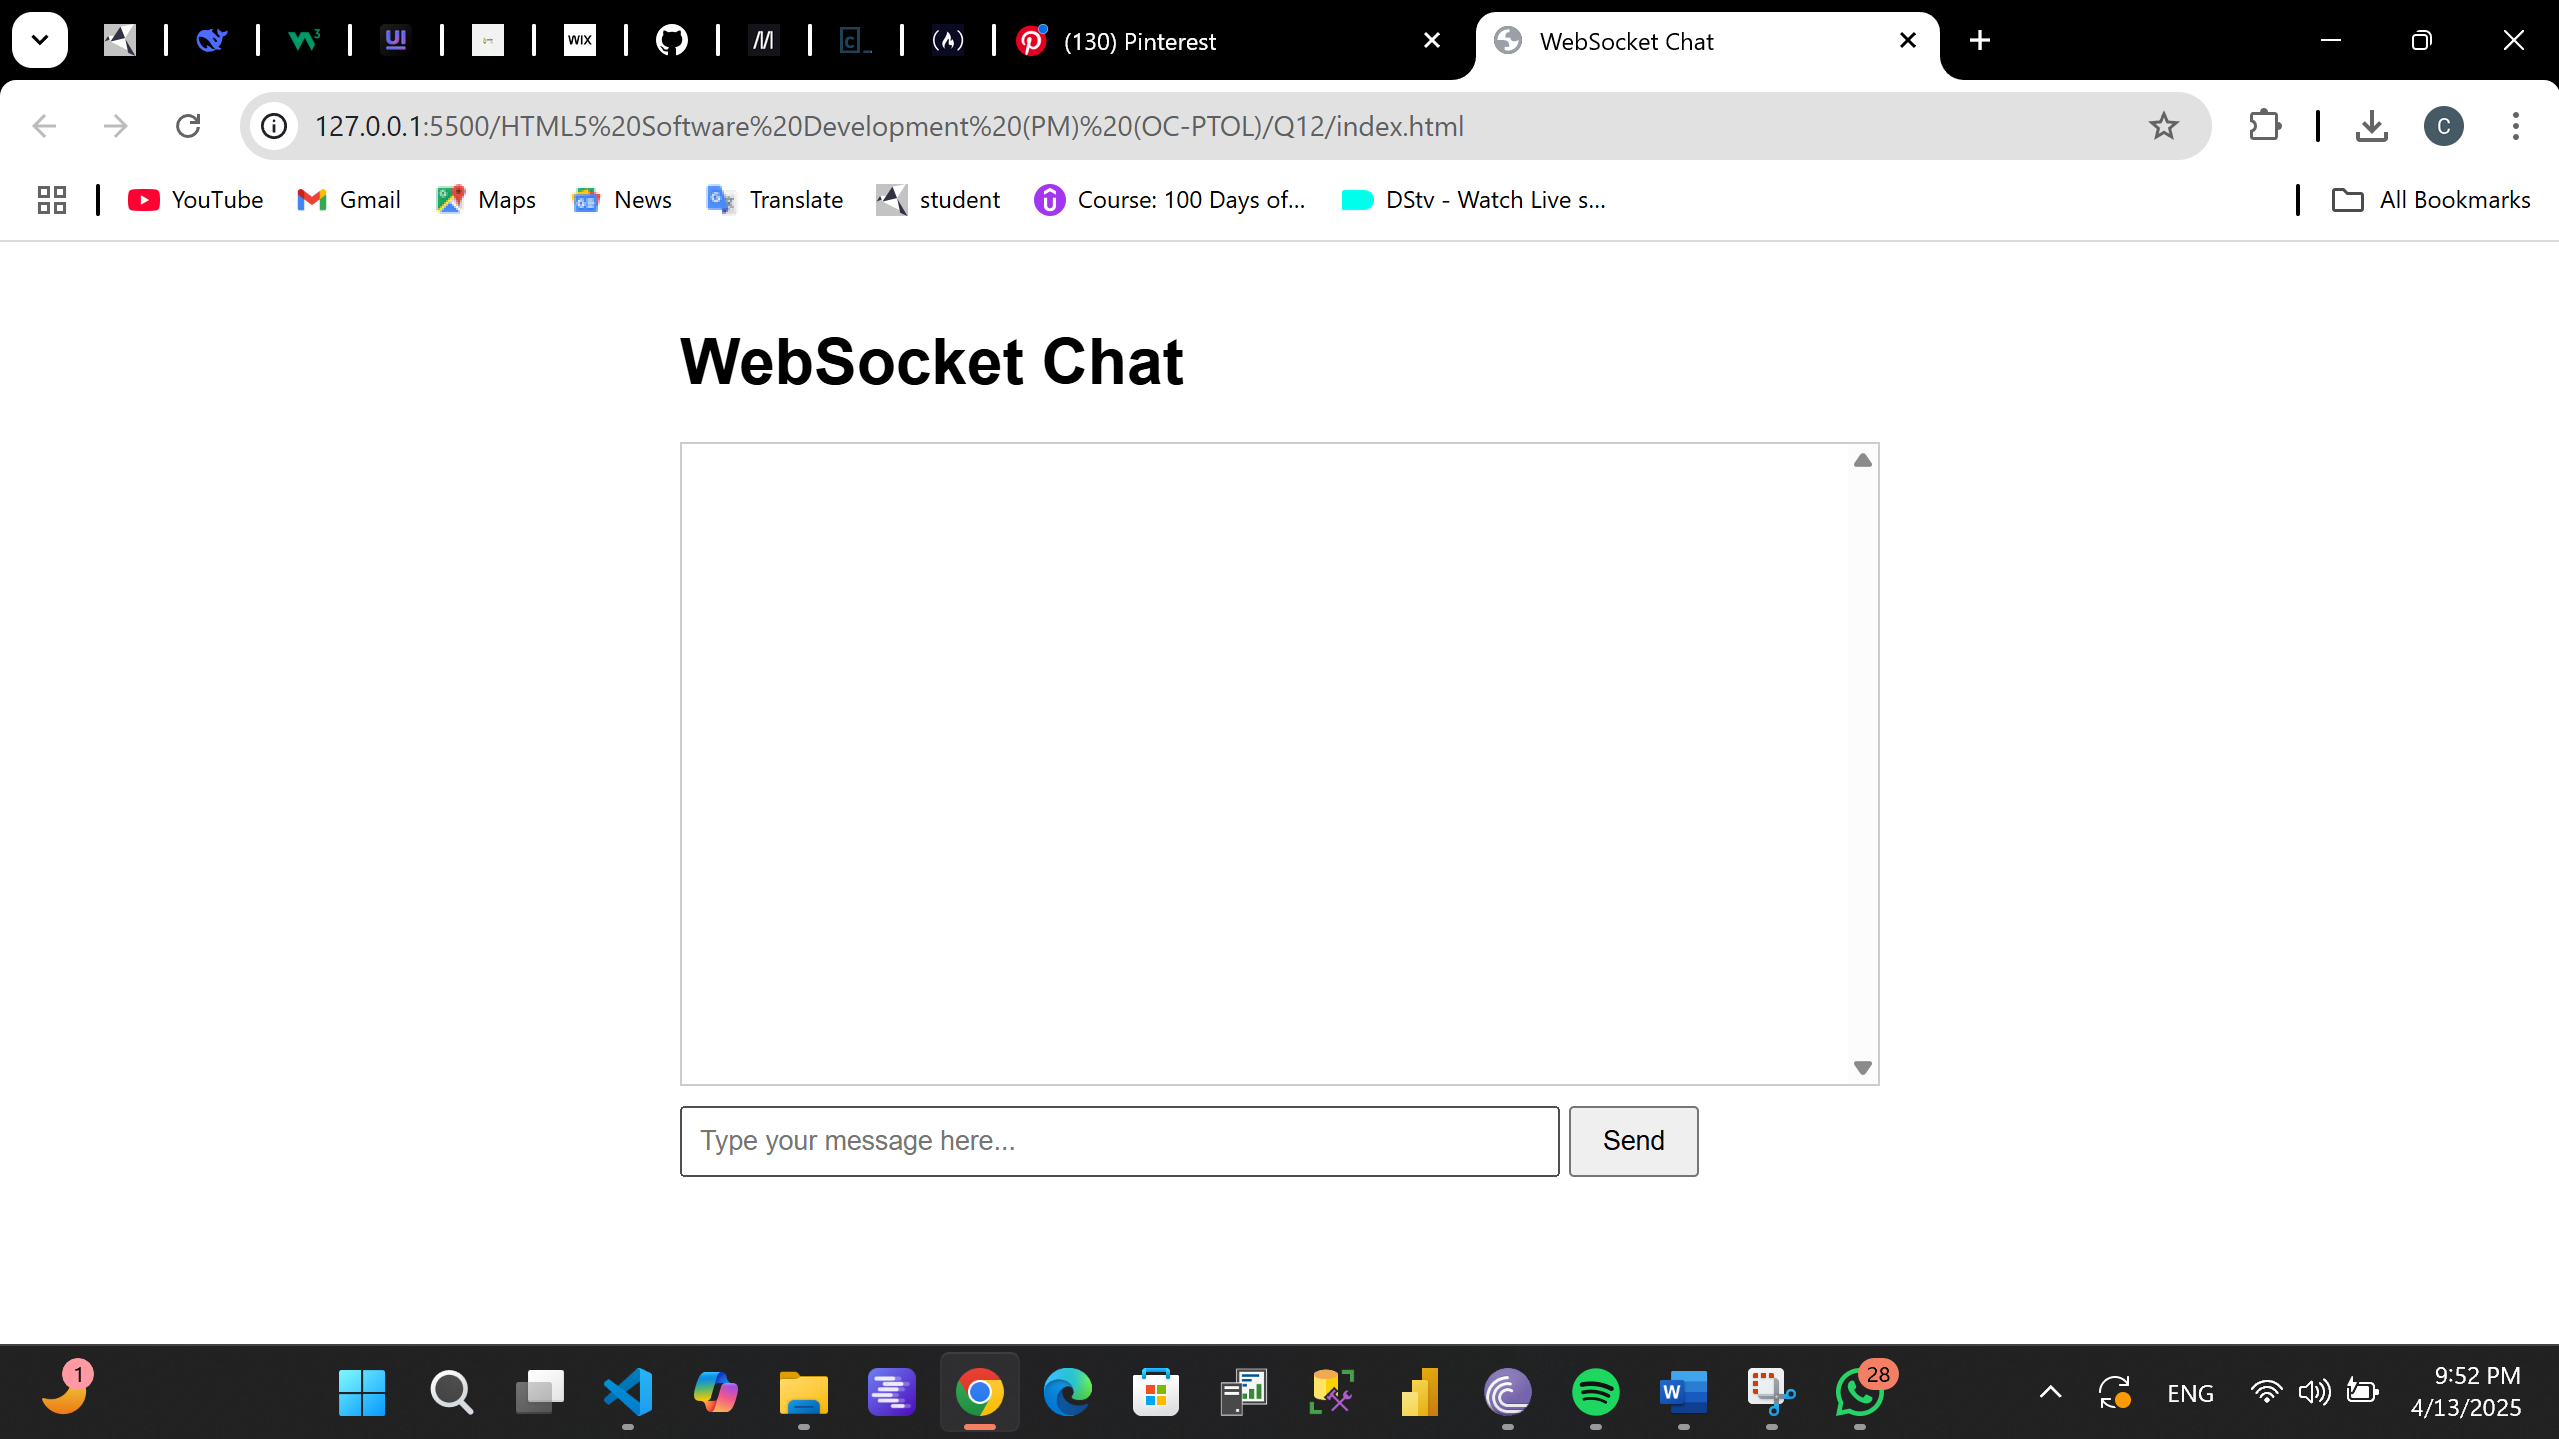 UI
WIX
(130) Pinterest
WebSocket Chat
127.0.0.1:5500/HTML5%20Software%20Development%20(PM)%20(OC-PTOL)/Q12/index.html
C
YouTube
Gmail
Maps
News
Translate
student
Course: 100 Days of...
DStv - Watch Live s...
All Bookmarks
WebSocket Chat
Type your message here...
Send
1
W
28
ENG
9:52 PM
4/13/2025